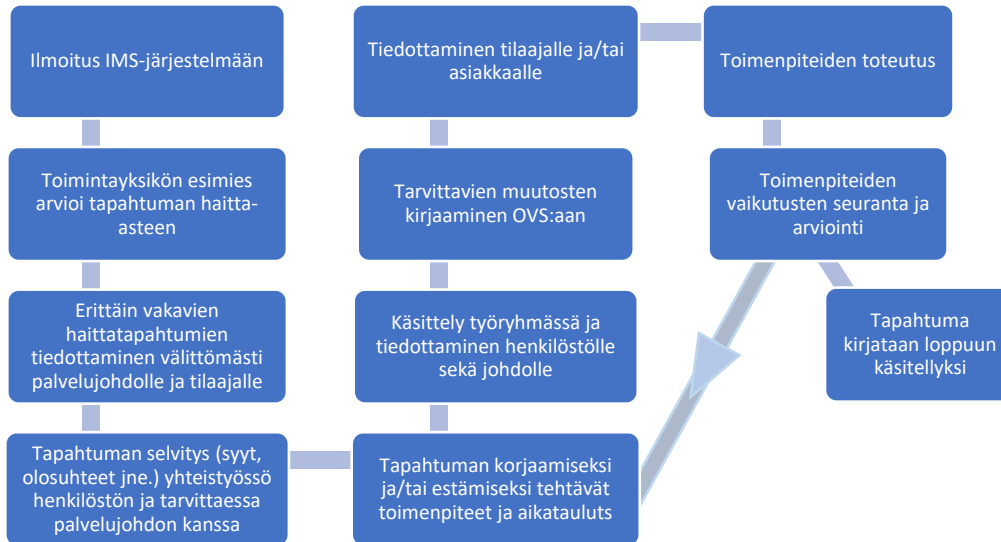 Ilmoitus IMS-järjestelmään
Toimintayksikön esimies
arvioi tapahtuman haitta-
asteen
Erittäin vakavien
haittatapahtumien
tiedottaminen välittömästi
palvelujohdolle ja tilaajalle
Tapahtuman selvitys (syyt,
olosuhteet jne.) yhteistyössä
henkilöstön ja tarvittaessa
palvelujohdon kanssa
Tapahtuman korjaamiseksi
ja/tai estämiseksi tehtävät
toimenpiteet ja aikatauluts
Käsittely työryhmässä ja
tiedottaminen henkilöstölle
sekä johdolle
Tarvittavien muutosten
kirjaaminen OVS:aan
Tiedottaminen tilaajalle ja/tai
asiakkaalle
Toimenpiteiden toteutus
Toimenpiteiden
vaikutusten seuranta ja
arviointi
Tapahtuma
kirjataan loppuun
käsitellyksi